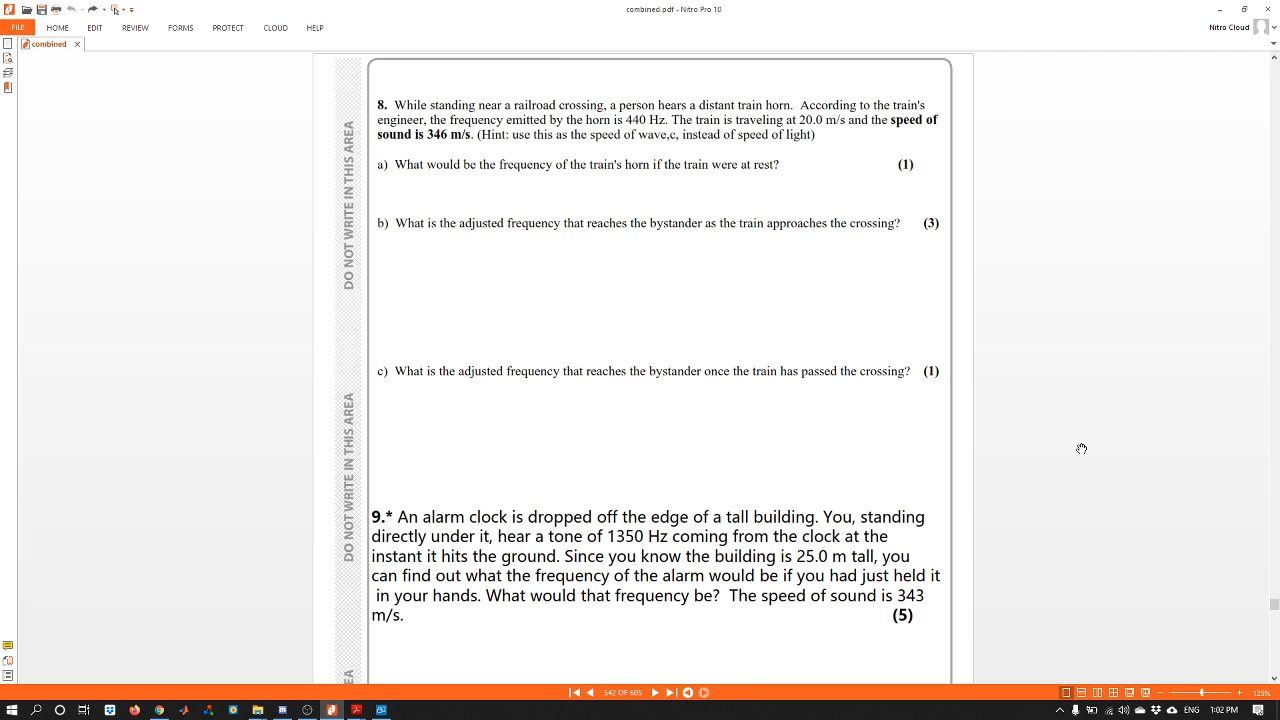 combined.pdf - Nitro Pro 10
FILE HOME EDIT REVIEW FORMS PROTECT CLOUD HELP
Nitro Cloud
combined
8. While standing near a railroad crossing, a person hears a distant train horn. According to the train's
engineer, the frequency emitted by the horn is 440 Hz. The train is traveling at 20.0 m/s and the speed of
sound is 346 m/s. (Hint: use this as the speed of wave,c, instead of speed of light)
a) What would be the frequency of the train's horn if the train were at rest? (1)
b) What is the adjusted frequency that reaches the bystander as the train approaches the crossing? (3)
c) What is the adjusted frequency that reaches the bystander once the train has passed the crossing? (1)
9.* An alarm clock is dropped off the edge of a tall building. You, standing
directly under it, hear a tone of 1350 Hz coming from the clock at the
instant it hits the ground. Since you know the building is 25.0 m tall, you
can find out what the frequency of the alarm would be if you had just held it
in your hands. What would that frequency be? The speed of sound is 343
m/s. (5)
DO NOT WRITE IN THIS AREA
DO NOT WRITE IN THIS AREA
EA
542 OF 605
125%
ENG 1:02 PM